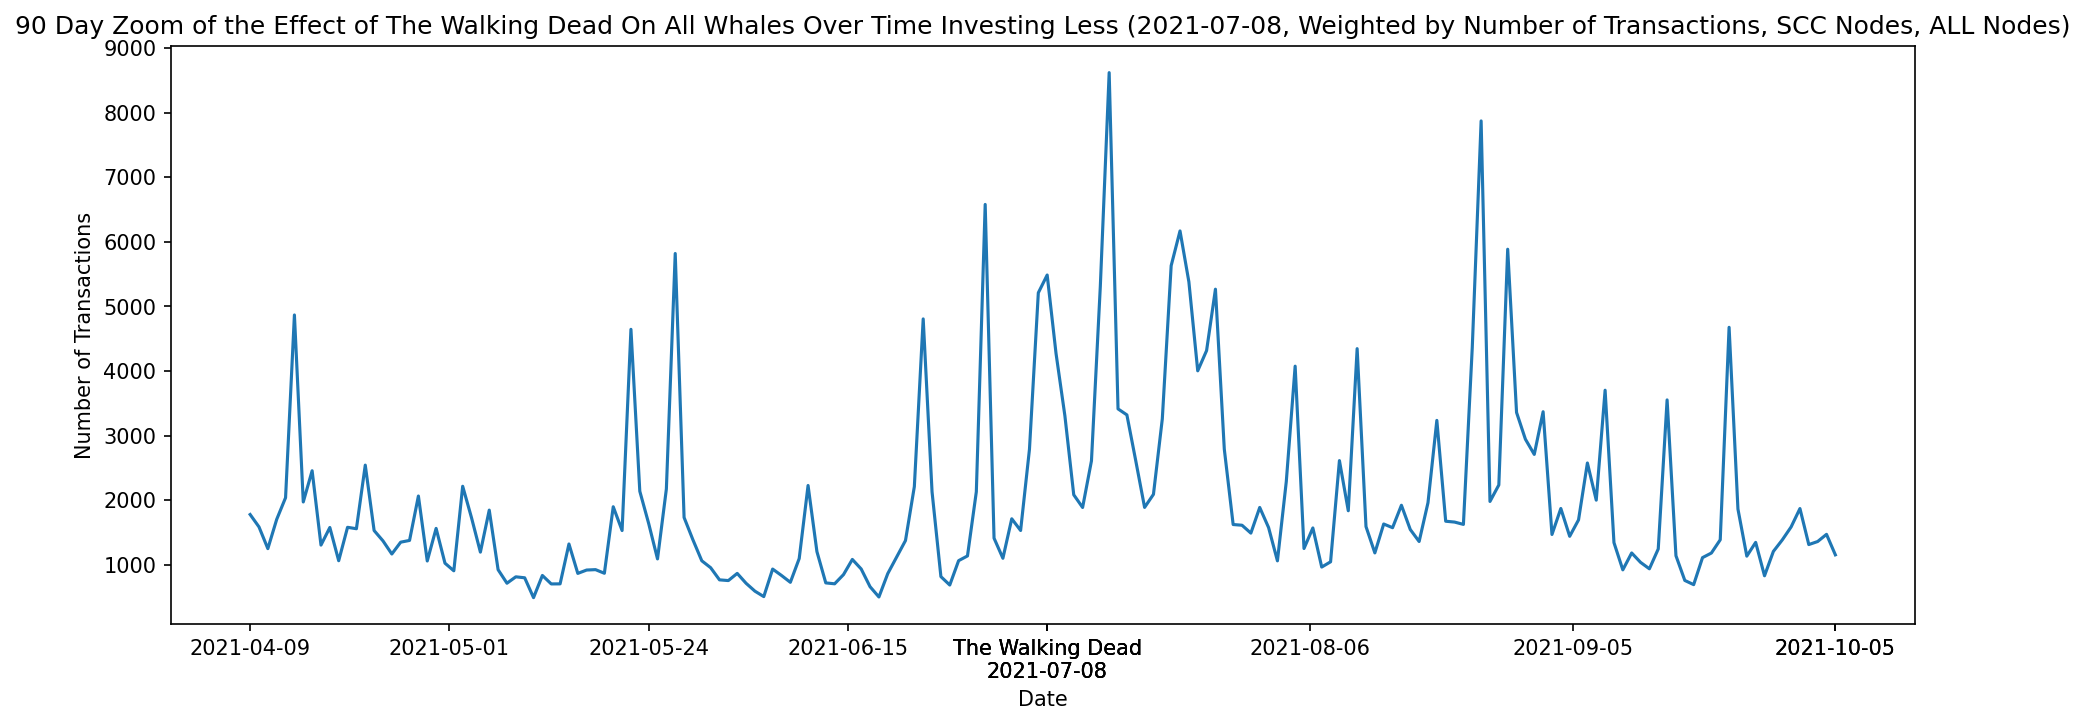 90 Day Zoom of the Effect of The Walking Dead On All Whales Over Time Investing Less (2021-07-08, Weighted by Number of Transactions, SCC Nodes, ALL Nodes)
9000
8000
7000
6000
5000
4000
3000
2000
1000
Number of Transactions
2021-04-09 2021-05-01 2021-05-24 2021-06-15 The Walking Dead 2021-08-06 2021-09-05 2021-10-05
2021-07-08
Date